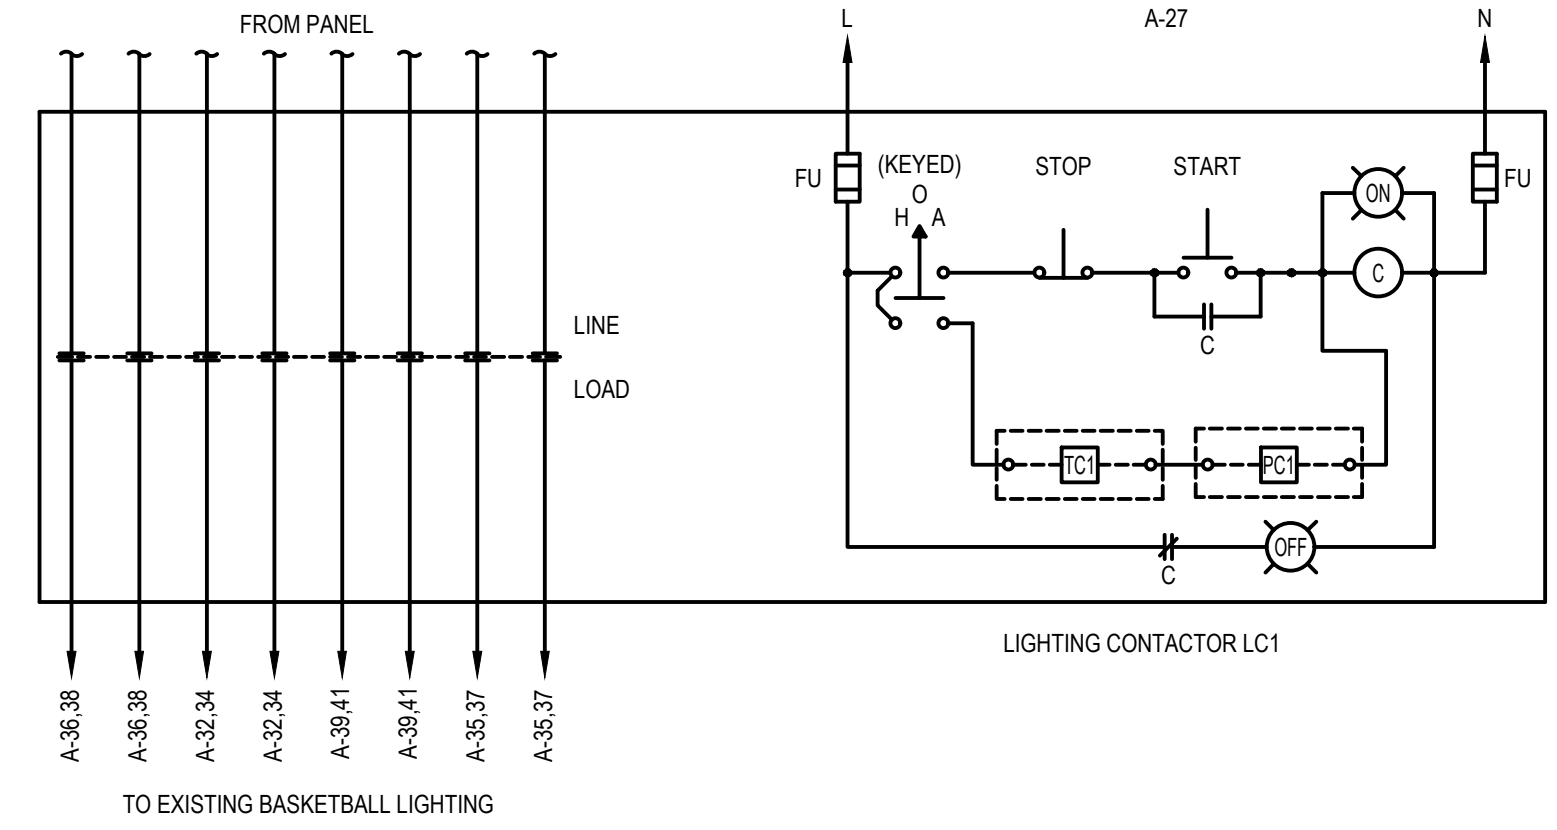 FROM PANEL
L
A-27
N
FU
(KEYED)
O
H A
STOP
START
ON
FU
C
C
LINE
LOAD
TC1
PC1
OFF
C
LIGHTING CONTACTOR LC1
A-36,38
A-36,38
A-32,34
A-32,34
A-39,41
A-39,41
A-35,37
A-35,37
TO EXISTING BASKETBALL LIGHTING